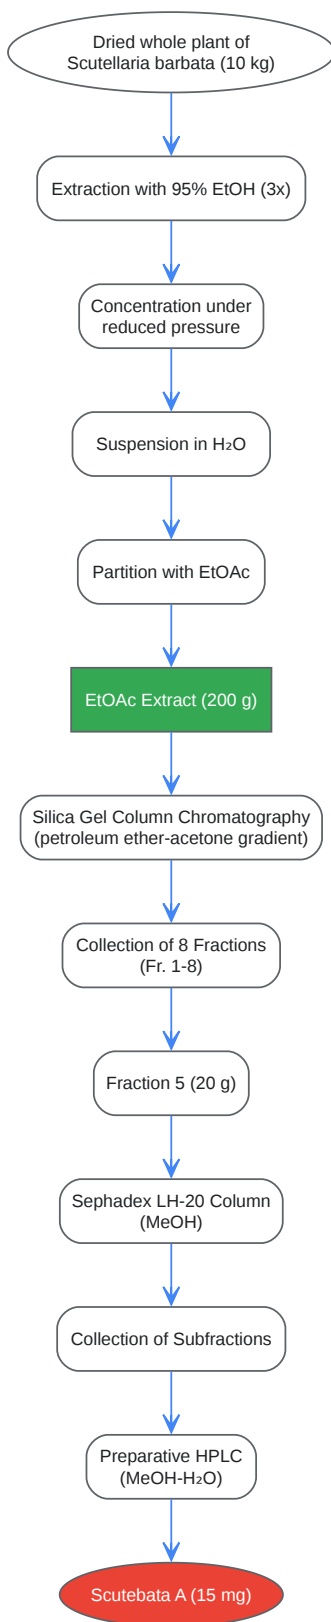 Dried whole plant of
Scutellaria barbata (10 kg)
Extraction with 95% EtOH (3x)
Concentration under
reduced pressure
Suspension in H₂O
Partition with EtOAc
EtOAc Extract (200 g)
Silica Gel Column Chromatography
(petroleum ether-acetone gradient)
Collection of 8 Fractions
(Fr. 1-8)
Fraction 5 (20 g)
Sephadex LH-20 Column
(MeOH)
Collection of Subfractions
Preparative HPLC
(MeOH-H₂O)
Scutebata A (15 mg)